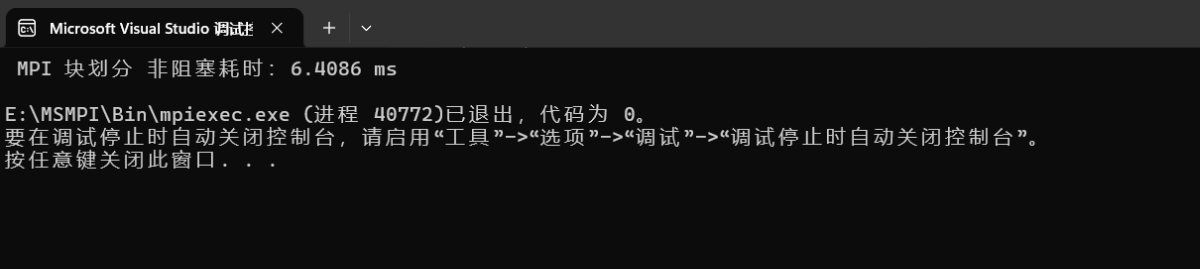 Microsoft Visual Studio 调试控
MPI 块划分 非阻塞耗时：6.4086 ms
E:\MSMPI\Bin\mpiexec.exe (进程 40772)已退出，代码为 0。
要在调试停止时自动关闭控制台，请启用“工具”->“选项”->“调试”->“调试停止时自动关闭控制台”。
按任意键关闭此窗口. . .